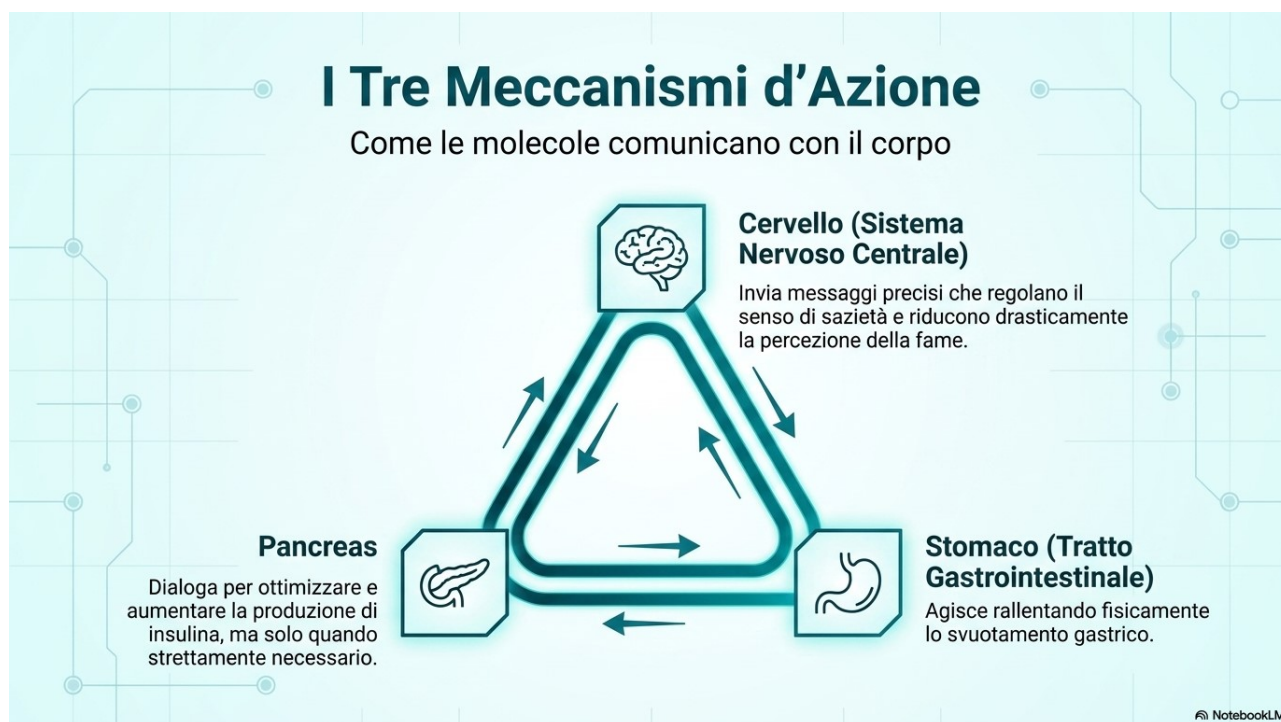 I Tre Meccanismi d’Azione
Come le molecole comunicano con il corpo
Cervello (Sistema
Nervoso Centrale)
Invia messaggi precisi che regolano il
senso di sazietà e riducono drasticamente
la percezione della fame.
Pancreas
Dialoga per ottimizzare e
aumentare la produzione di
insulina, ma solo quando
strettamente necessario.
Stomaco (Tratto
Gastrointestinale)
Agisce rallentando fisicamente
lo svuotamento gastrico.
NotebookLM